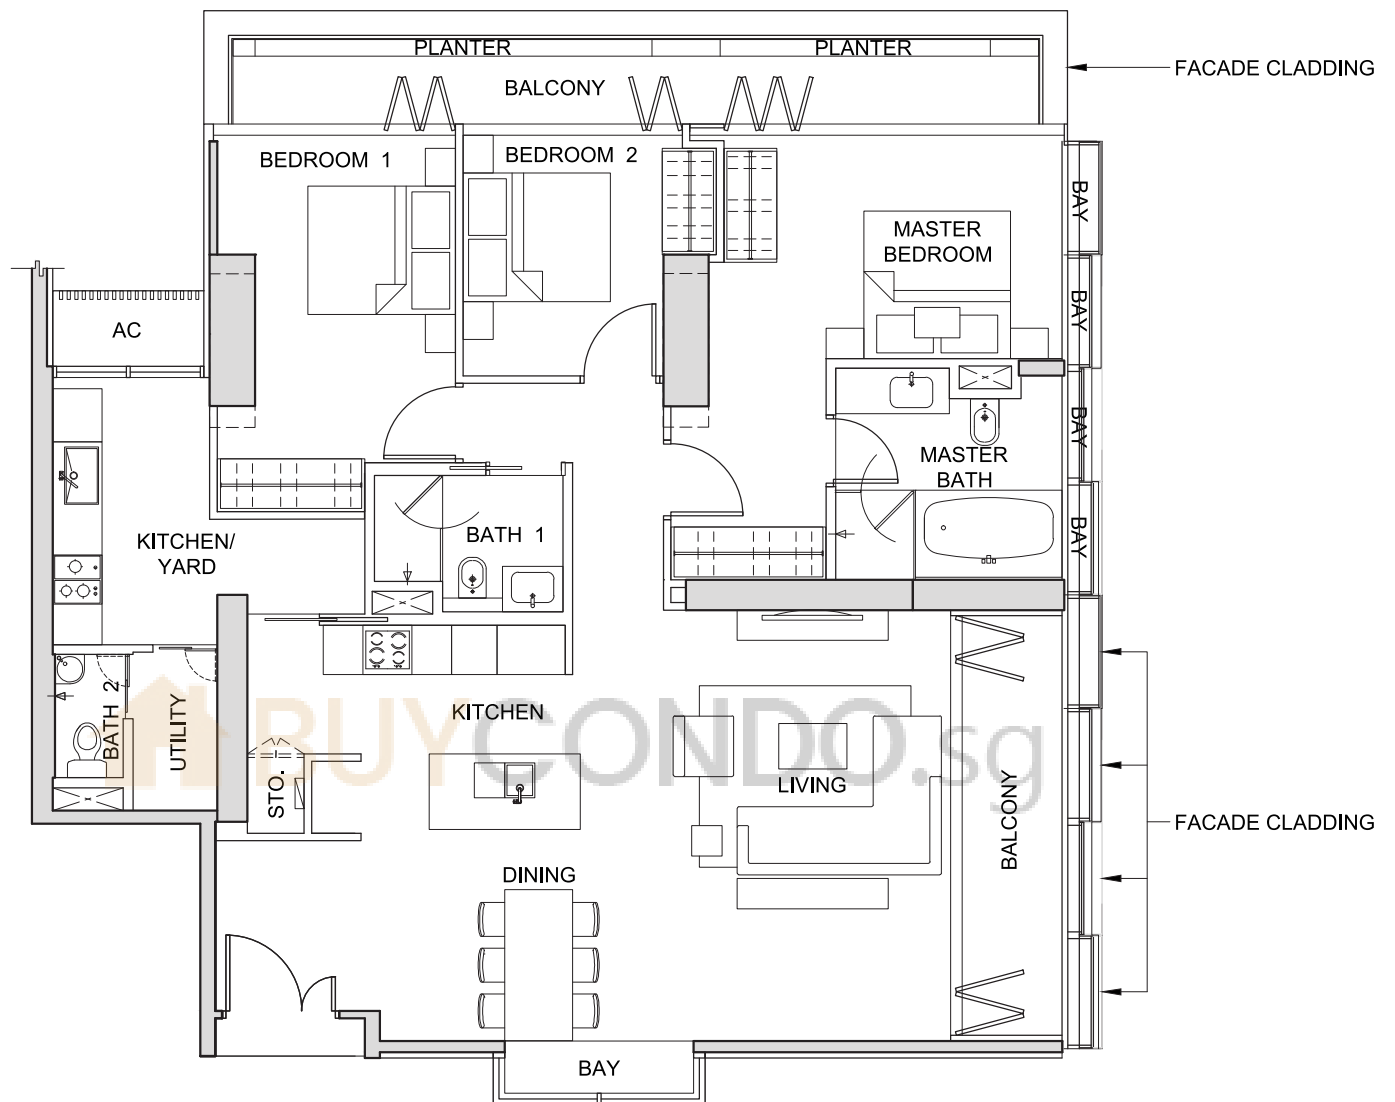 PLANTER
PLANTER
BALCONY
FACADE CLADDING
BEDROOM 1
BEDROOM 2
BAY
MASTER
BEDROOM
BAY
AC
BAY
MASTER
BATH
BATH 1
KITCHEN/
YARD
BAY
BATH 2
UTILITY
KITCHEN
BUYCONDO.sg
STO.
LIVING
BALCONY
FACADE CLADDING
DINING
BAY